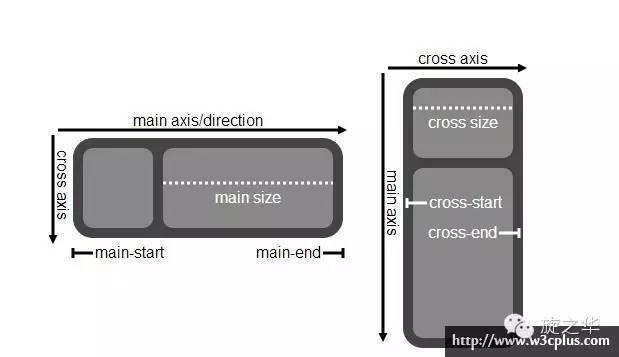 main axis/direction
cross axis
main size
main-start
main-end
cross axis
main axis
cross size
cross-start
cross-end
旋之华
http://www.w3cplus.com